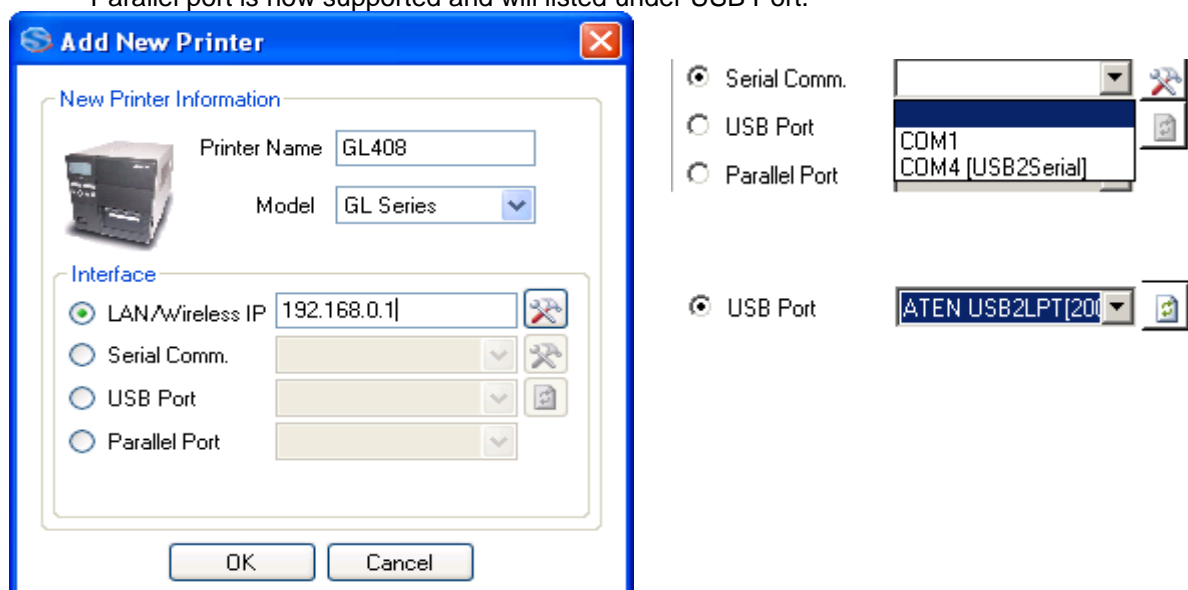 Parallel port is now supported and will listed under USB Port.
Add New Printer
New Printer Information
Printer Name GL408
Model GL Series
Interface
LAN/Wireless IP 192.168.0.1
Serial Comm.
USB Port
Parallel Port
OK Cancel
Serial Comm.
USB Port
COM1
Parallel Port
COM4 [USB2Serial]
USB Port ATEN USB2LPT[20